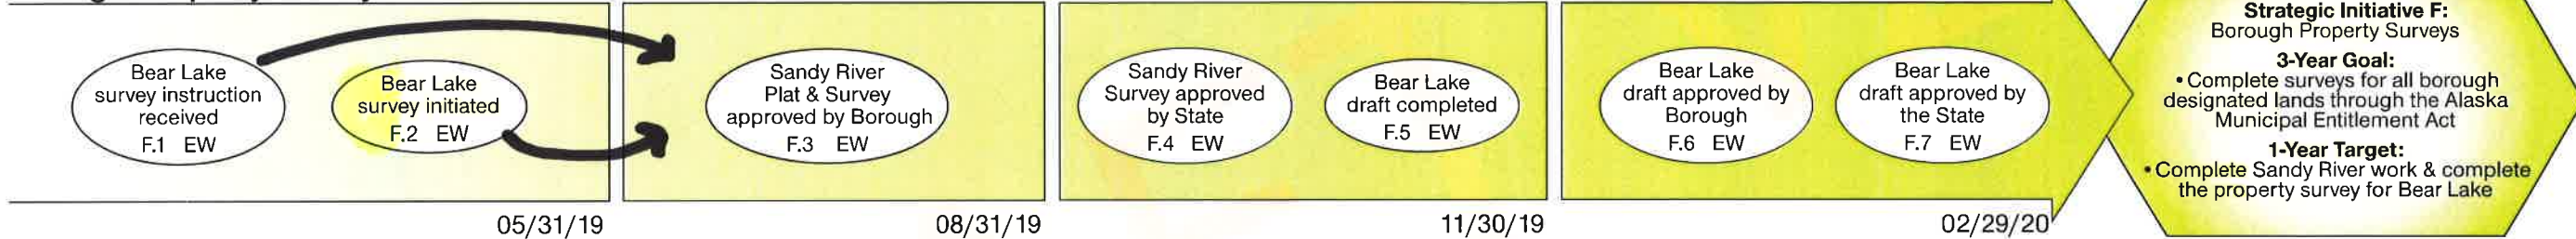 Bear Lake
survey instruction
received
F.1 EW
Bear Lake
survey initiated
F.2 EW
05/31/19
Sandy River
Plat & Survey
approved by Borough
F.3 EW
08/31/19
Sandy River
Survey approved
by State
F.4 EW
Bear Lake
draft completed
F.5 EW
11/30/19
Bear Lake
draft approved by
Borough
F.6 EW
Bear Lake
draft approved by
the State
F.7 EW
02/29/20
Strategic Initiative F:
Borough Property Surveys
3-Year Goal:
• Complete surveys for all borough
designated lands through the Alaska
Municipal Entitlement Act
1-Year Target:
• Complete Sandy River work & complete
the property survey for Bear Lake